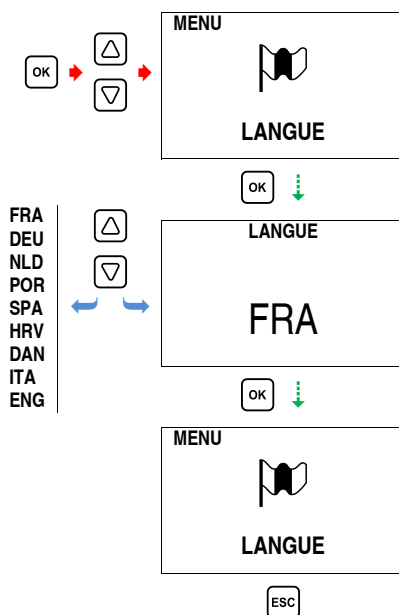 MENU
OK
LANGUE
OK
FRA
DEU
NLD
POR
SPA
HRV
DAN
ITA
ENG
LANGUE
FRA
OK
MENU
LANGUE
ESC